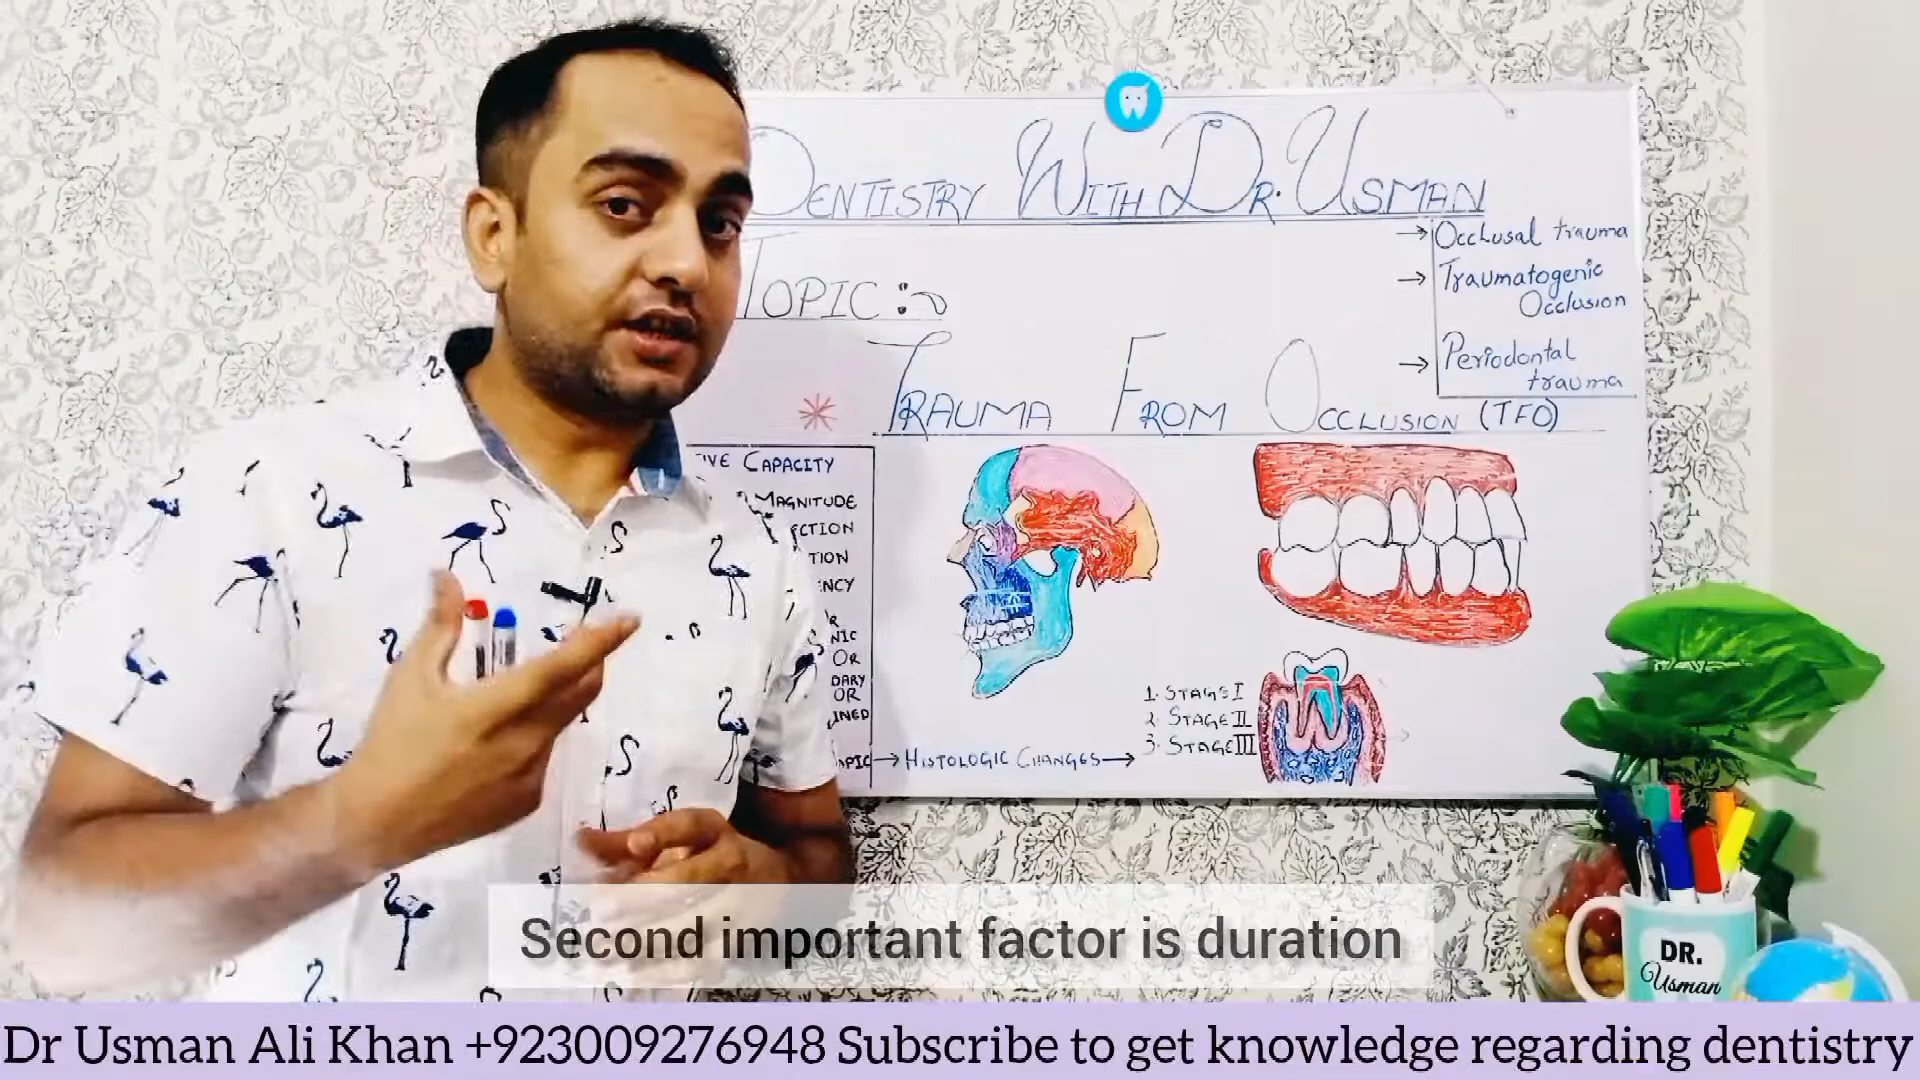 DENTISTRY WITH DR. USMAN
TOPIC:
→ Occlusal trauma
→ Traumatogenic
Occlusion
→ Periodontal
trauma
* TRAUMA FROM OCCLUSION (TFO)
CAPACITY
MAGNITUDE
OR
OR
→ HISTOLOGIC CHANGES →
1. STAGE I
2. STAGE II
3. STAGE III
DR.
Usman
Second important factor is duration
Dr Usman Ali Khan +923009276948 Subscribe to get knowledge regarding dentistry